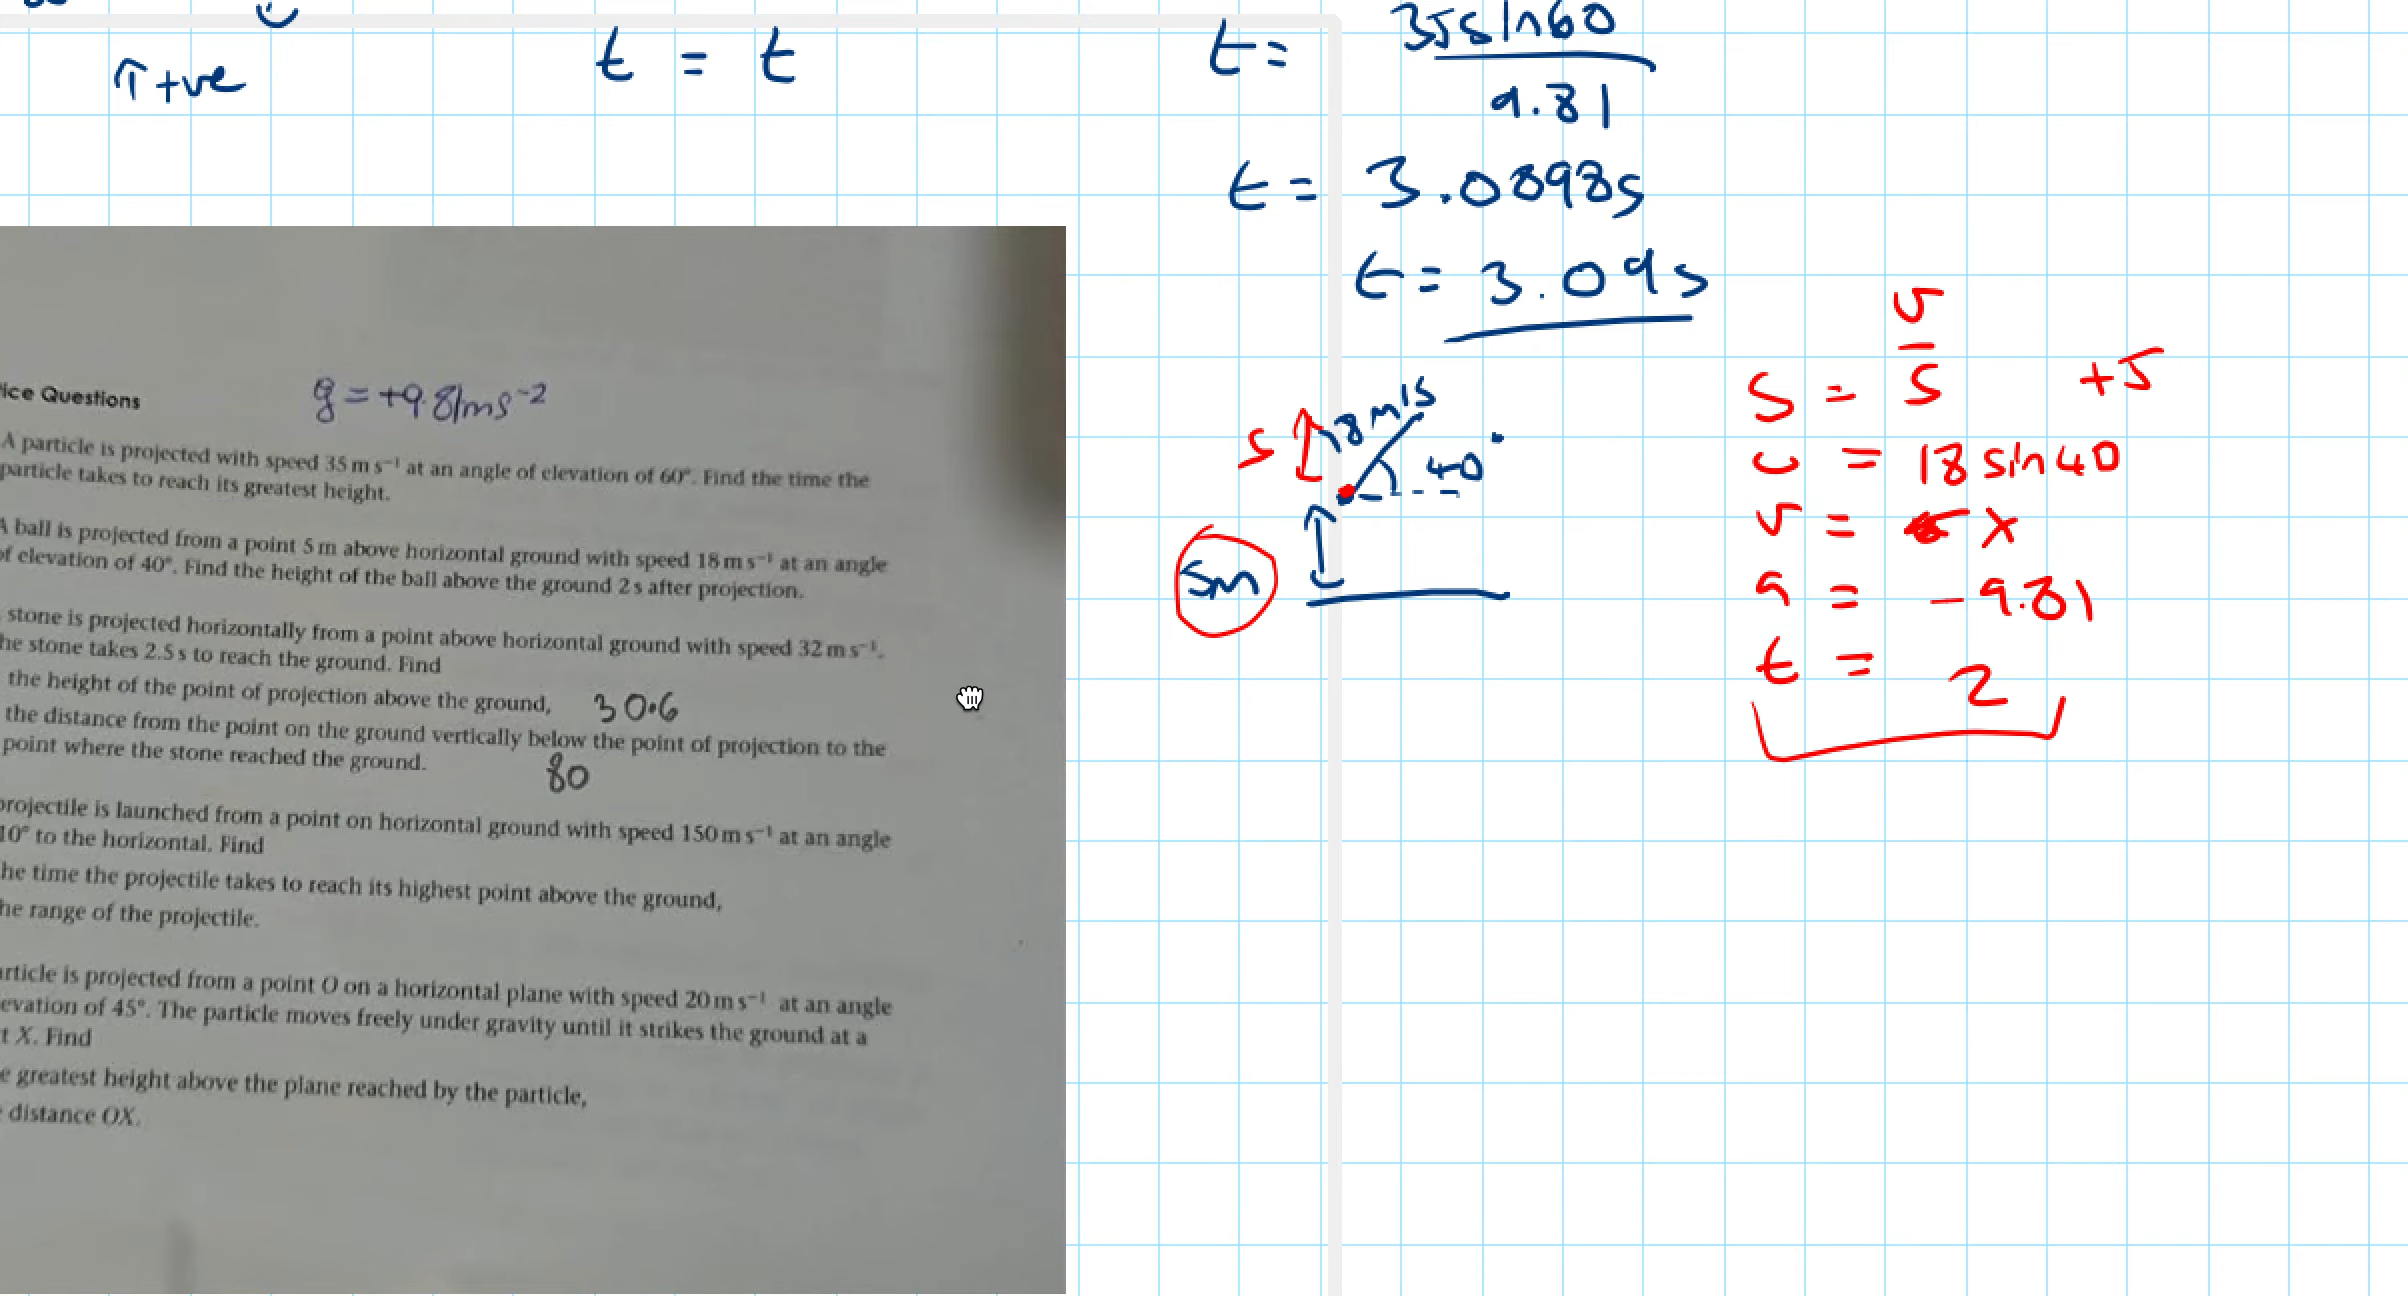 ↑+ve
t = t
t = 35sin60
9.81
t = 3.0898s
t = 3.09s
ice Questions
g = +9.81ms⁻²
A particle is projected with speed 35 m s⁻¹ at an angle of elevation of 60°. Find the time the
particle takes to reach its greatest height.
A ball is projected from a point 5 m above horizontal ground with speed 18 m s⁻¹ at an angle
of elevation of 40°. Find the height of the ball above the ground 2 s after projection.
stone is projected horizontally from a point above horizontal ground with speed 32 m s⁻¹.
he stone takes 2.5 s to reach the ground. Find
the height of the point of projection above the ground, 30.6
the distance from the point on the ground vertically below the point of projection to the
point where the stone reached the ground.
80
projectile is launched from a point on horizontal ground with speed 150 m s⁻¹ at an angle
10° to the horizontal. Find
he time the projectile takes to reach its highest point above the ground,
he range of the projectile.
article is projected from a point O on a horizontal plane with speed 20 m s⁻¹ at an angle
evation of 45°. The particle moves freely under gravity until it strikes the ground at a
t X. Find
e greatest height above the plane reached by the particle,
distance OX.
s
18m/s
40°
5m
v
s = s +5
u = 18sin40
v = x
a = -9.81
t = 2